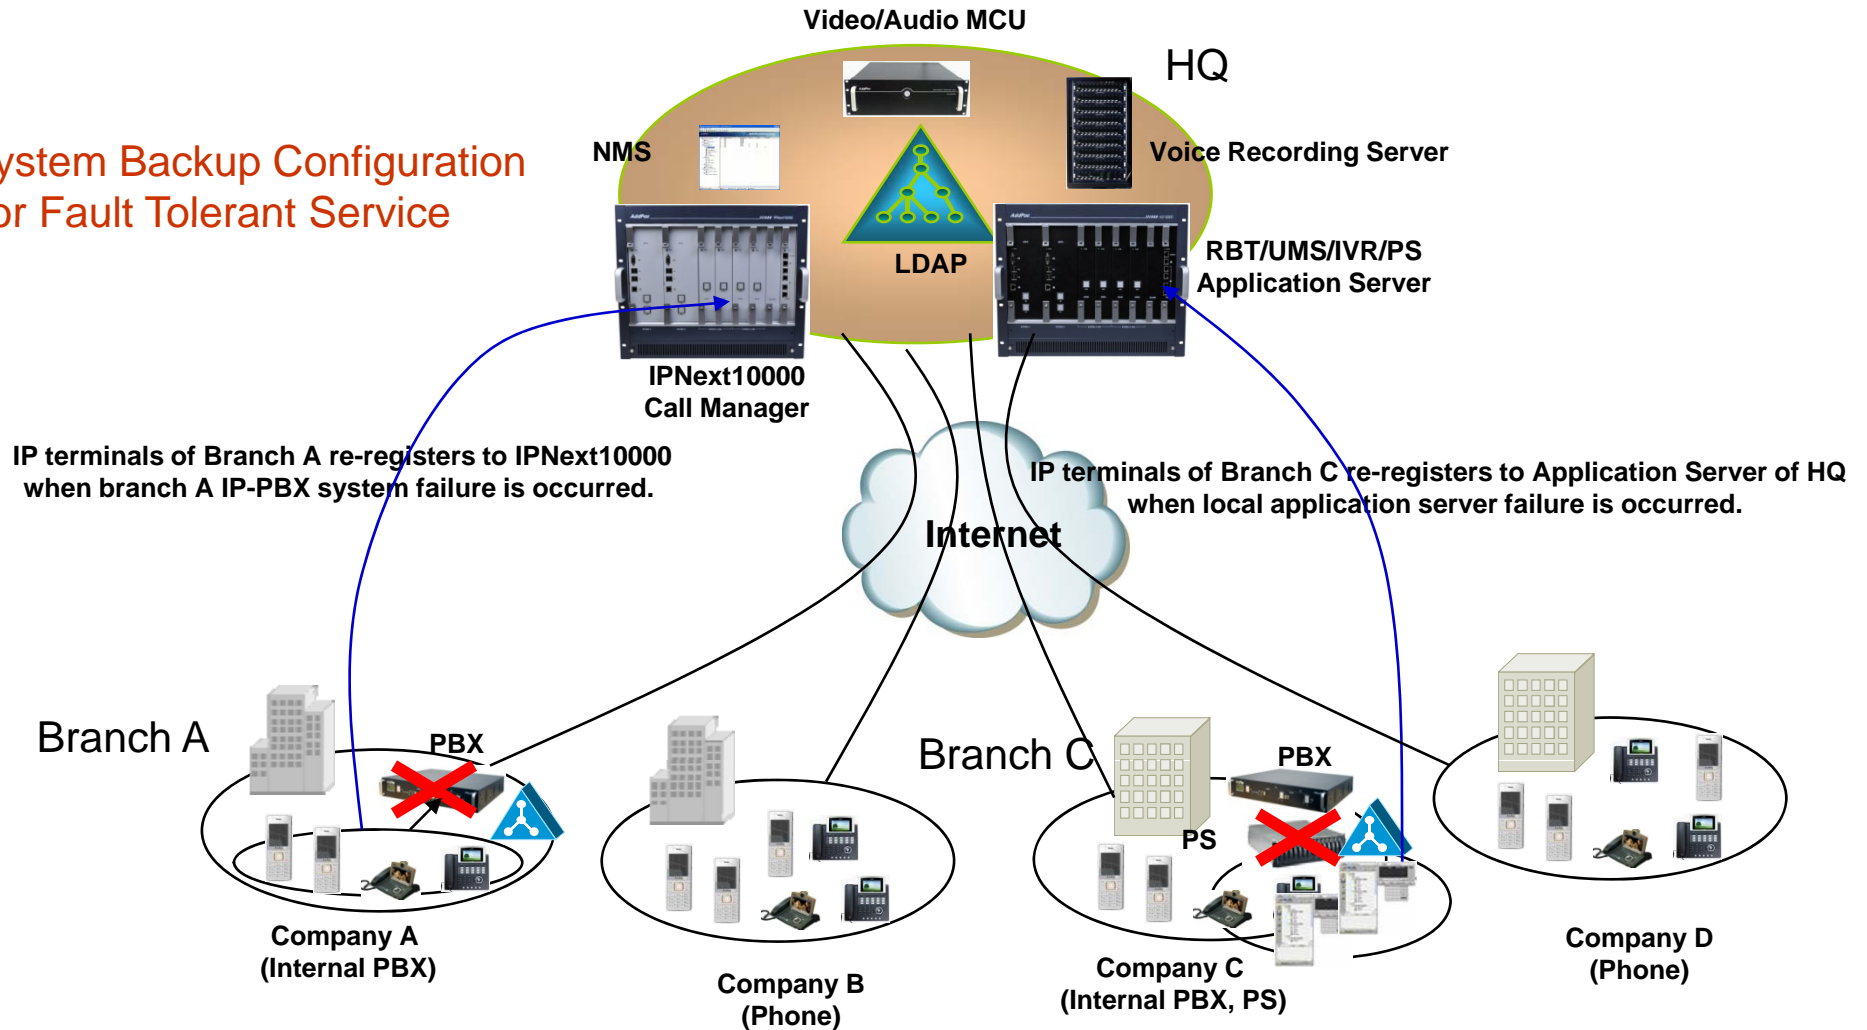 Video/Audio MCU
HQ
ystem Backup Configuration
or Fault Tolerant Service
NMS
Voice Recording Server
LDAP
RBT/UMS/IVR/PS
Application Server
AddPac
AddPac
IPNext10000
Call Manager
IP terminals of Branch A re-registers to IPNext10000
when branch A IP-PBX system failure is occurred.
IP terminals of Branch C re-registers to Application Server of HQ
when local application server failure is occurred.
Internet
Branch A
PBX
Branch C
PBX
PS
Company A
(Internal PBX)
Company B
(Phone)
Company C
(Internal PBX, PS)
Company D
(Phone)